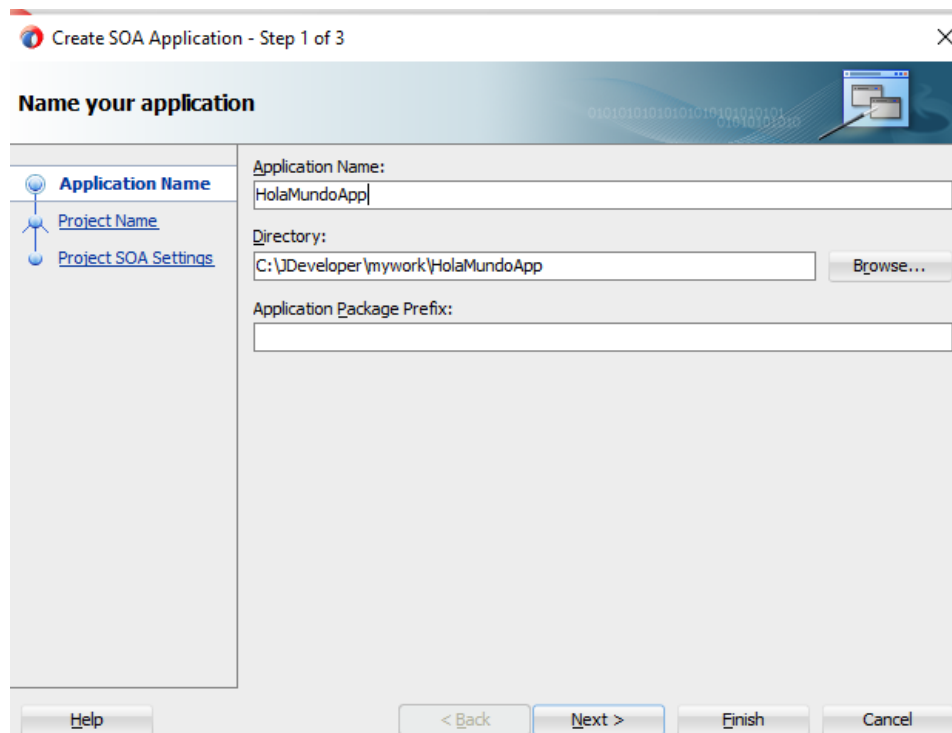 Create SOA Application - Step 1 of 3
Name your application
Application Name
Project Name
Project SOA Settings
Application Name:
HolaMundoApp
Directory:
C:\JDeveloper\mywork\HolaMundoApp
Browse...
Application Package Prefix:
Help
< Back
Next >
Finish
Cancel